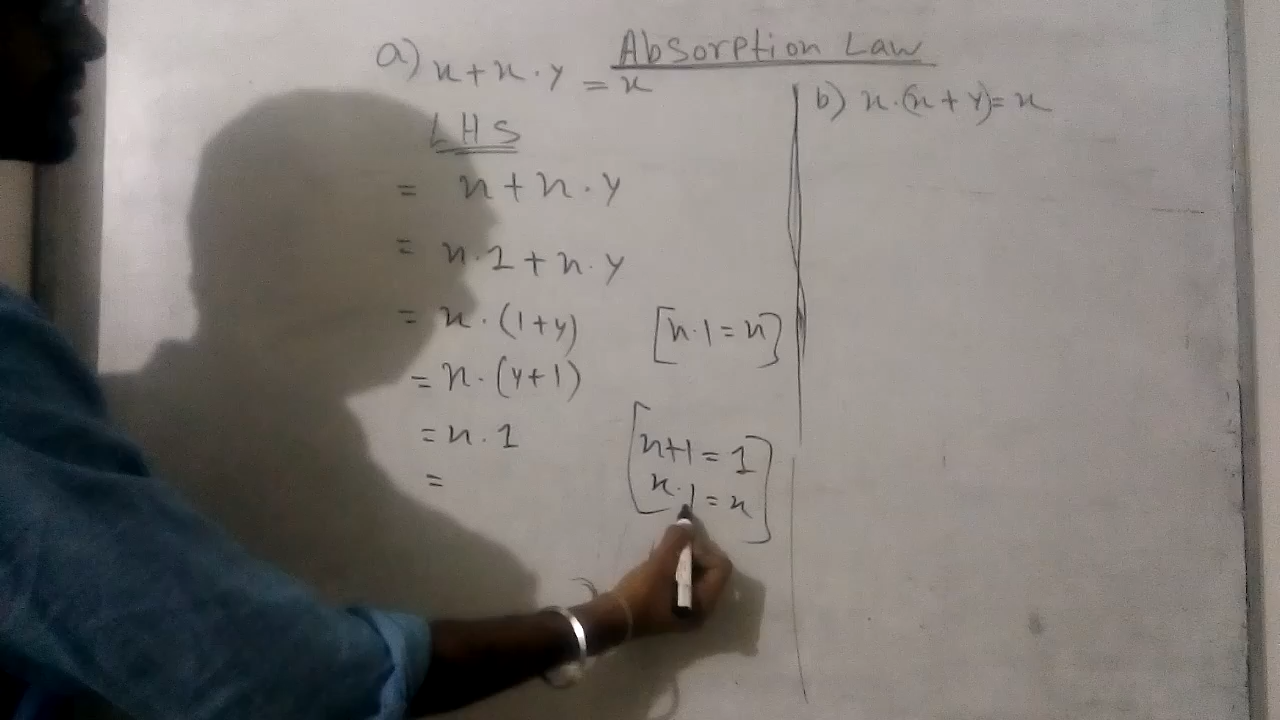 Absorption Law
a) x + x . y = x
LHS
= x + x . y
= x . 1 + x . y
= x . (1+y)
[x . 1 = x]
= x . (y+1)
= x . 1
[x+1 = 1
x . 1 = x]
=
b) x . (x + y) = x